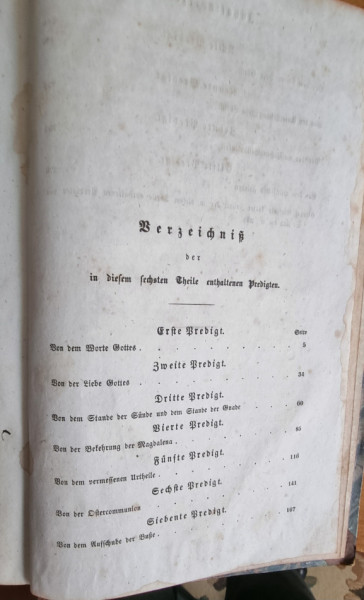 Verzeichniß
der
in diesem sechsten Theile enthaltenen Predigten.
Erste Predigt. Seite
Von dem Worte Gottes . . . . . . . 5
Zweite Predigt.
Von der Liebe Gottes . . . . . . . 34
Dritte Predigt.
Von dem Stande der Sünde und dem Stande der Gnade . . 60
Vierte Predigt.
Von der Bekehrung der Magdalena . . . . . . 85
Fünfte Predigt.
Von dem vermessenen Urtheile . . . . . . 116
Sechste Predigt.
Von der Ostercommunion . . . . . . . 141
Siebente Predigt.
Von dem Aufschube der Buße . . . . . . 167